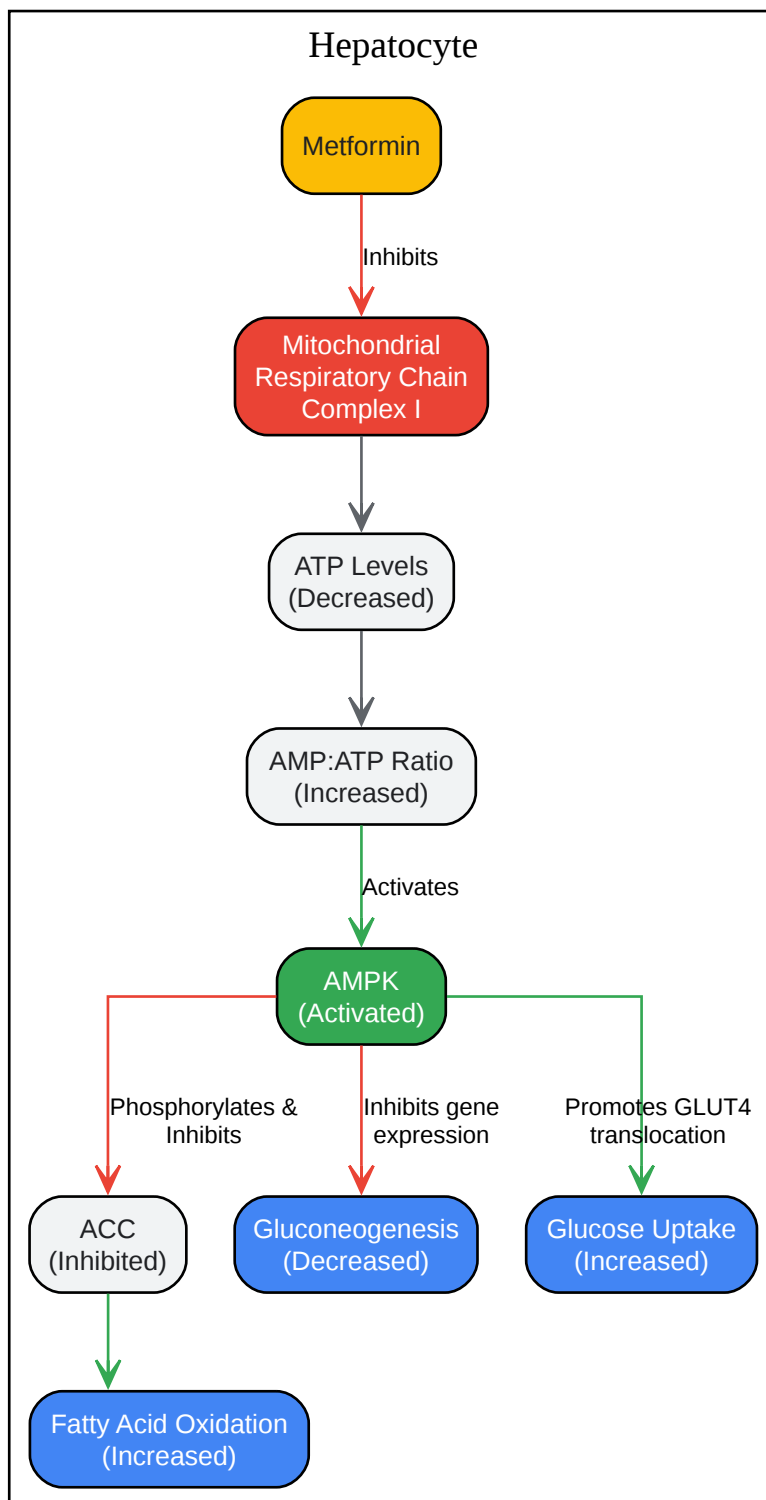 Hepatocyte
Metformin
Inhibits
Mitochondrial
Respiratory Chain
Complex I
ATP Levels
(Decreased)
AMP:ATP Ratio
(Increased)
Activates
AMPK
(Activated)
Phosphorylates &
Inhibits
Inhibits gene
expression
Promotes GLUT4
translocation
ACC
(Inhibited)
Gluconeogenesis
(Decreased)
Glucose Uptake
(Increased)
Fatty Acid Oxidation
(Increased)